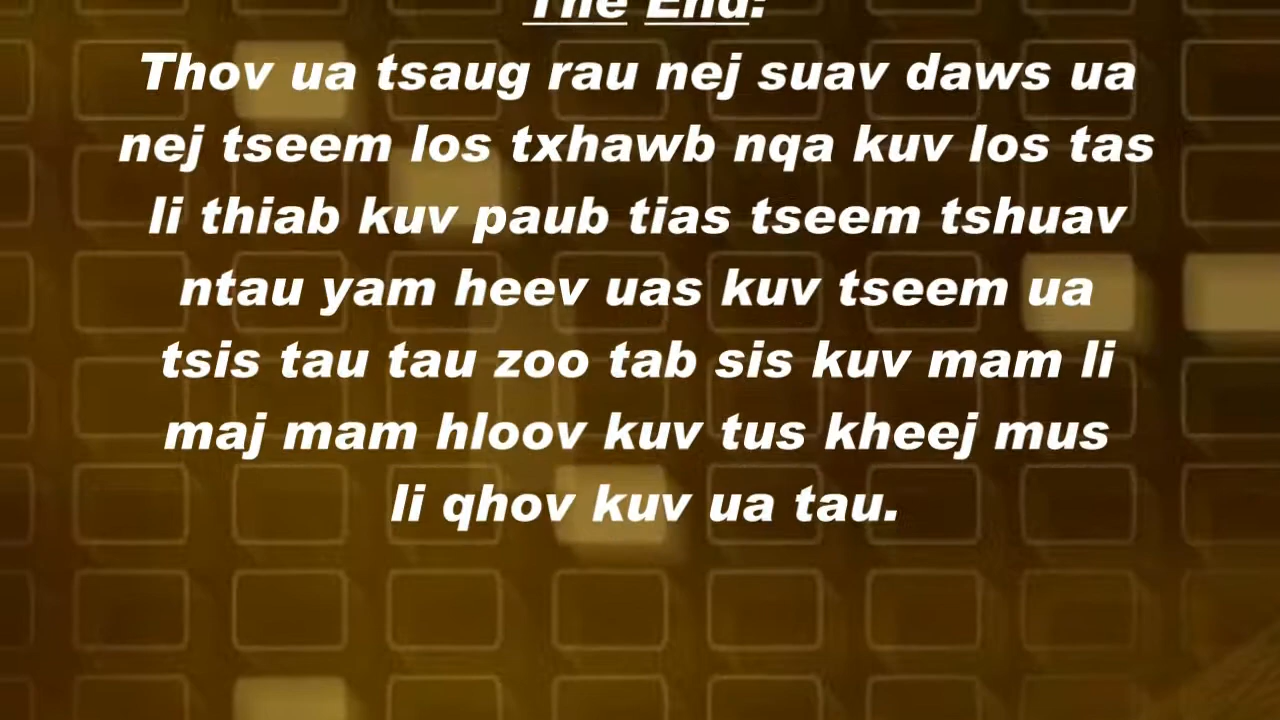 The End:
Thov ua tsaug rau nej suav daws ua
nej tseem los txhawb nqa kuv los tas
li thiab kuv paub tias tseem tshuav
ntau yam heev uas kuv tseem ua
tsis tau tau zoo tab sis kuv mam li
maj mam hloov kuv tus kheej mus
li qhov kuv ua tau.